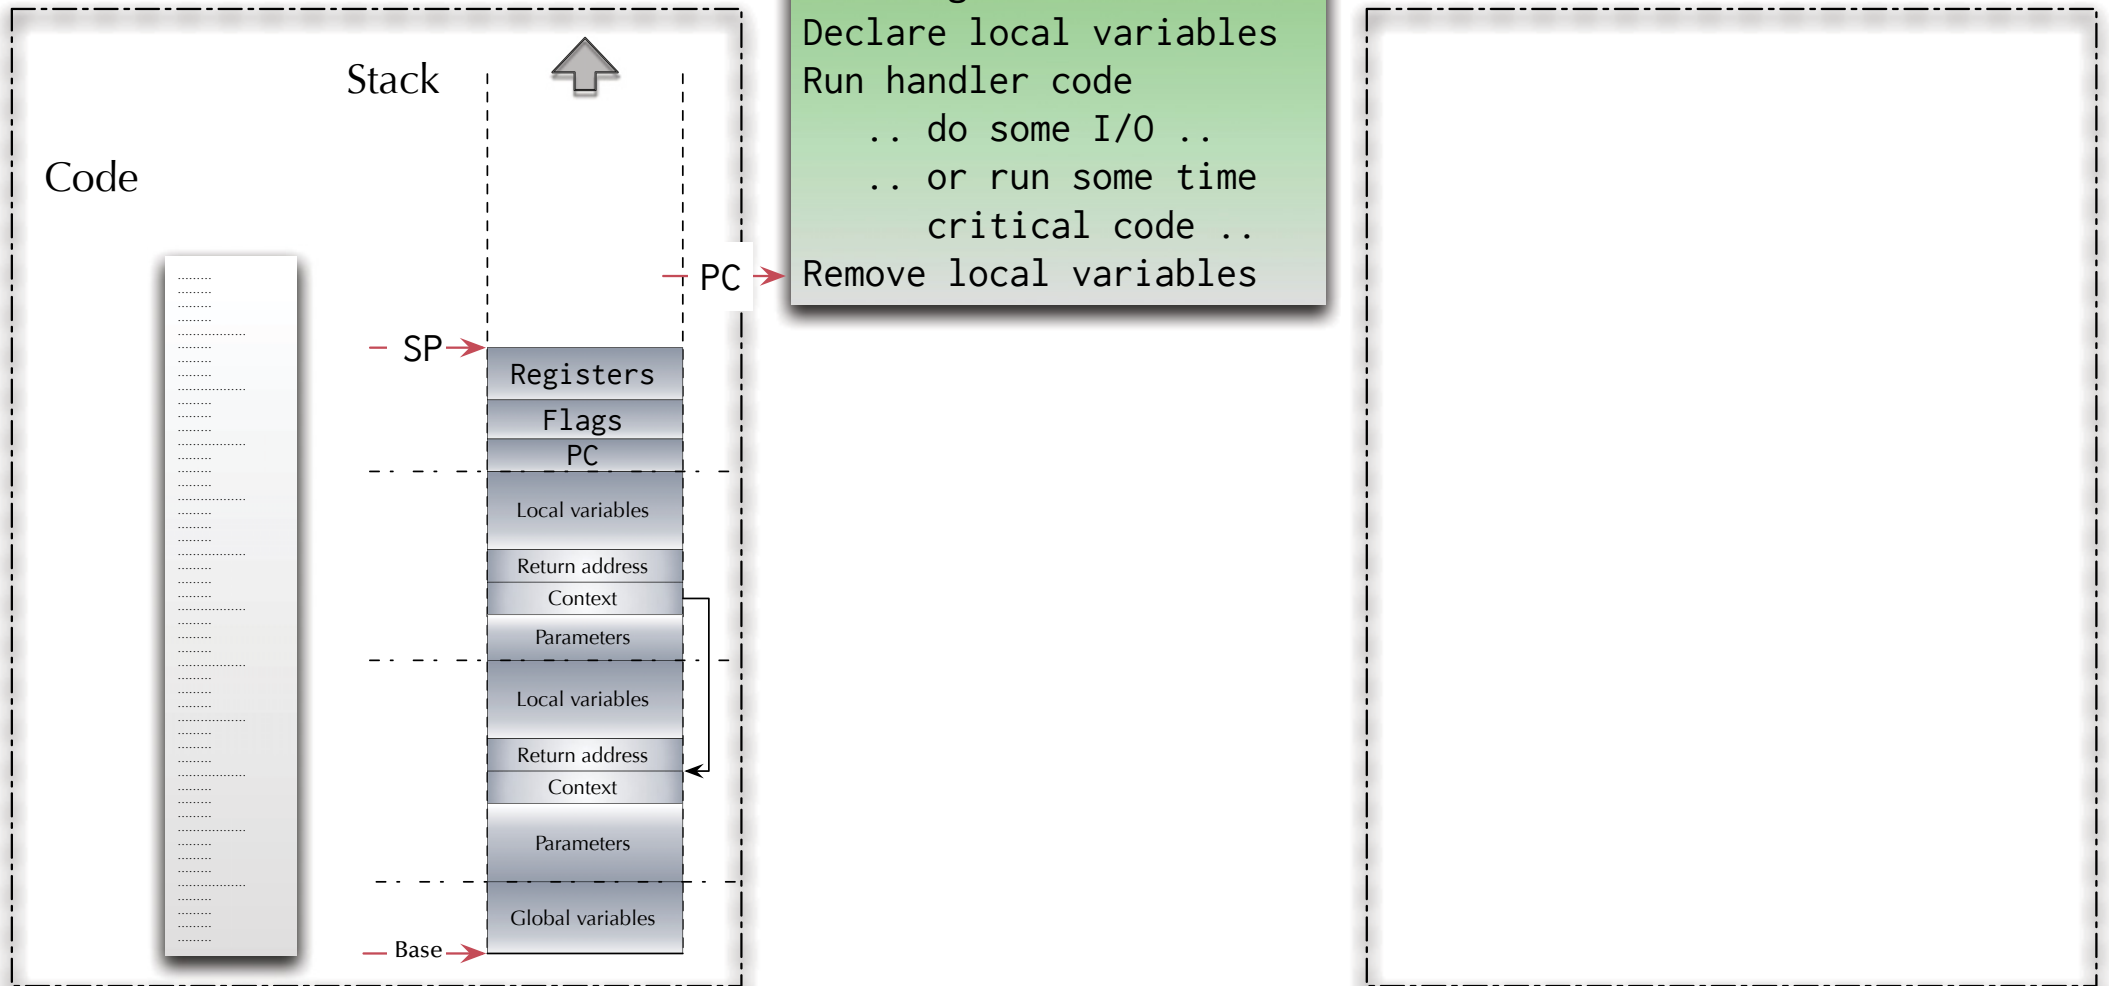 Declare local variables
Run handler code
.. do some I/O ..
.. or run some time
critical code ..
Remove local variables
Stack
Code
PC
SP
Registers
Flags
PC
Local variables
Return address
Context
Parameters
Local variables
Return address
Context
Parameters
Global variables
Base